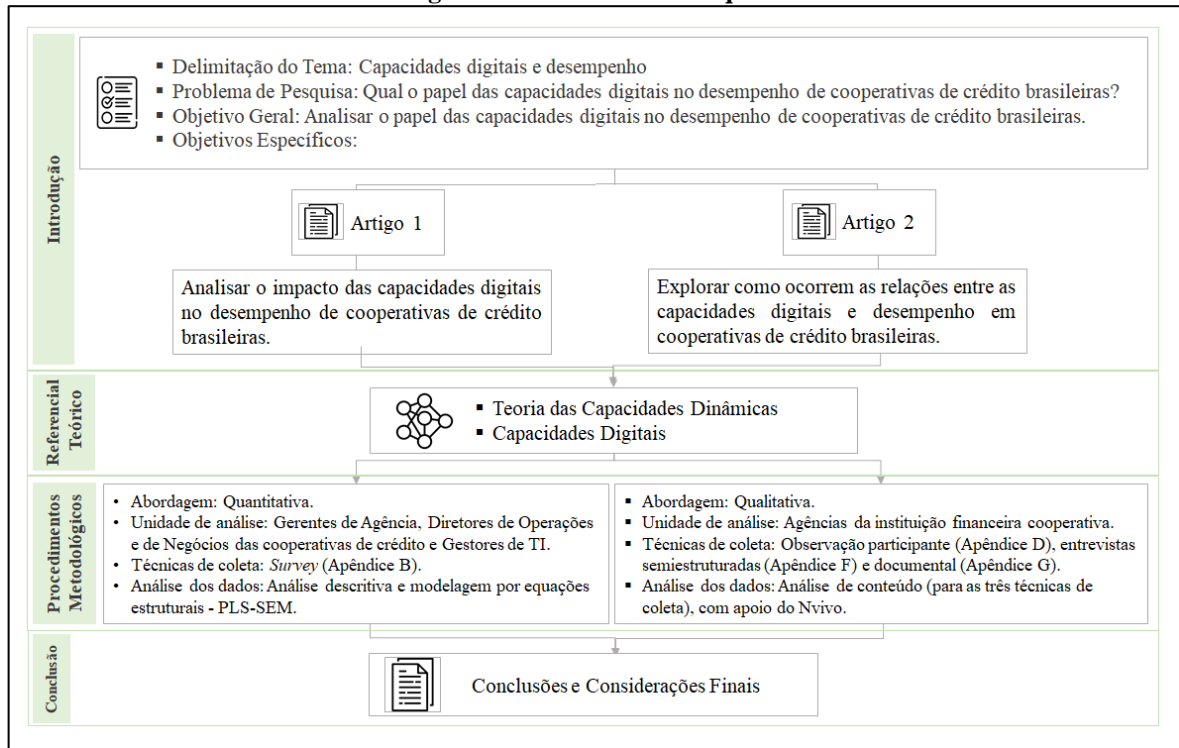 Introdução
▪ Delimitação do Tema: Capacidades digitais e desempenho
▪ Problema de Pesquisa: Qual o papel das capacidades digitais no desempenho de cooperativas de crédito brasileiras?
▪ Objetivo Geral: Analisar o papel das capacidades digitais no desempenho de cooperativas de crédito brasileiras.
▪ Objetivos Específicos:
Artigo 1
Artigo 2
Analisar o impacto das capacidades digitais
no desempenho de cooperativas de crédito
brasileiras.
Explorar como ocorrem as relações entre as
capacidades digitais e desempenho em
cooperativas de crédito brasileiras.
Referencial
Teórico
▪ Teoria das Capacidades Dinâmicas
▪ Capacidades Digitais
Procedimentos
Metodológicos
• Abordagem: Quantitativa.
• Unidade de análise: Gerentes de Agência, Diretores de Operações
e de Negócios das cooperativas de crédito e Gestores de TI.
• Técnicas de coleta: Survey (Apêndice B).
• Análise dos dados: Análise descritiva e modelagem por equações
estruturais - PLS-SEM.
▪ Abordagem: Qualitativa.
▪ Unidade de análise: Agências da instituição financeira cooperativa.
▪ Técnicas de coleta: Observação participante (Apêndice D), entrevistas
semiestruturadas (Apêndice F) e documental (Apêndice G).
▪ Análise dos dados: Análise de conteúdo (para as três técnicas de
coleta), com apoio do Nvivo.
Conclusão
Conclusões e Considerações Finais